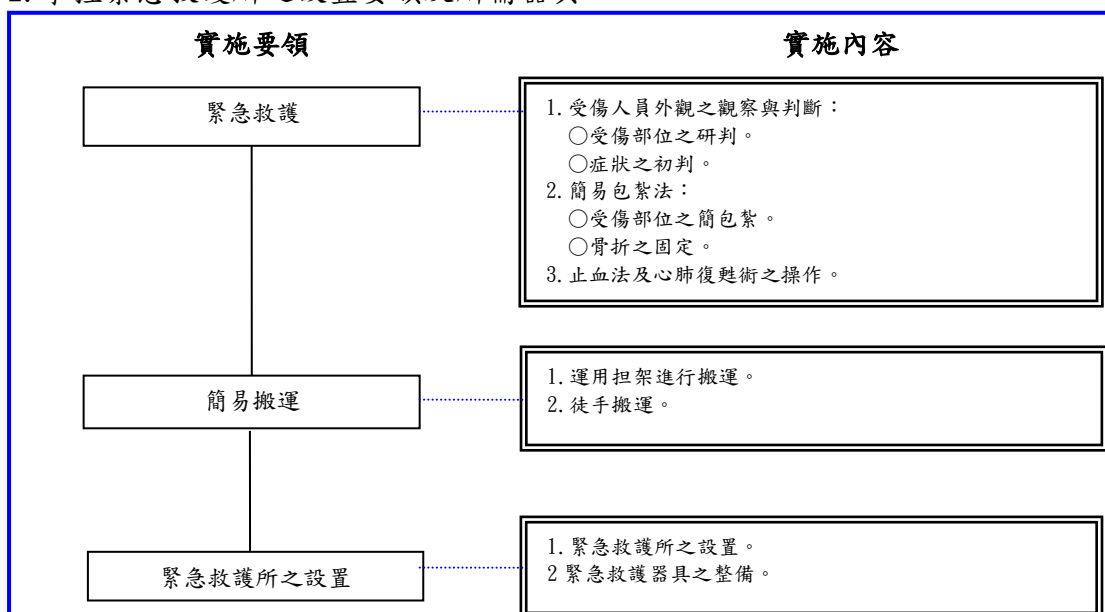 實施要領
實施內容
緊急救護
1.受傷人員外觀之觀察與判斷：
○受傷部位之研判。
○症狀之初判。
2.簡易包紮法：
○受傷部位之簡包紮。
○骨折之固定。
3.止血法及心肺復甦術之操作。
簡易搬運
1.運用担架進行搬運。
2.徒手搬運。
緊急救護所之設置
1.緊急救護所之設置。
2 緊急救護器具之整備。